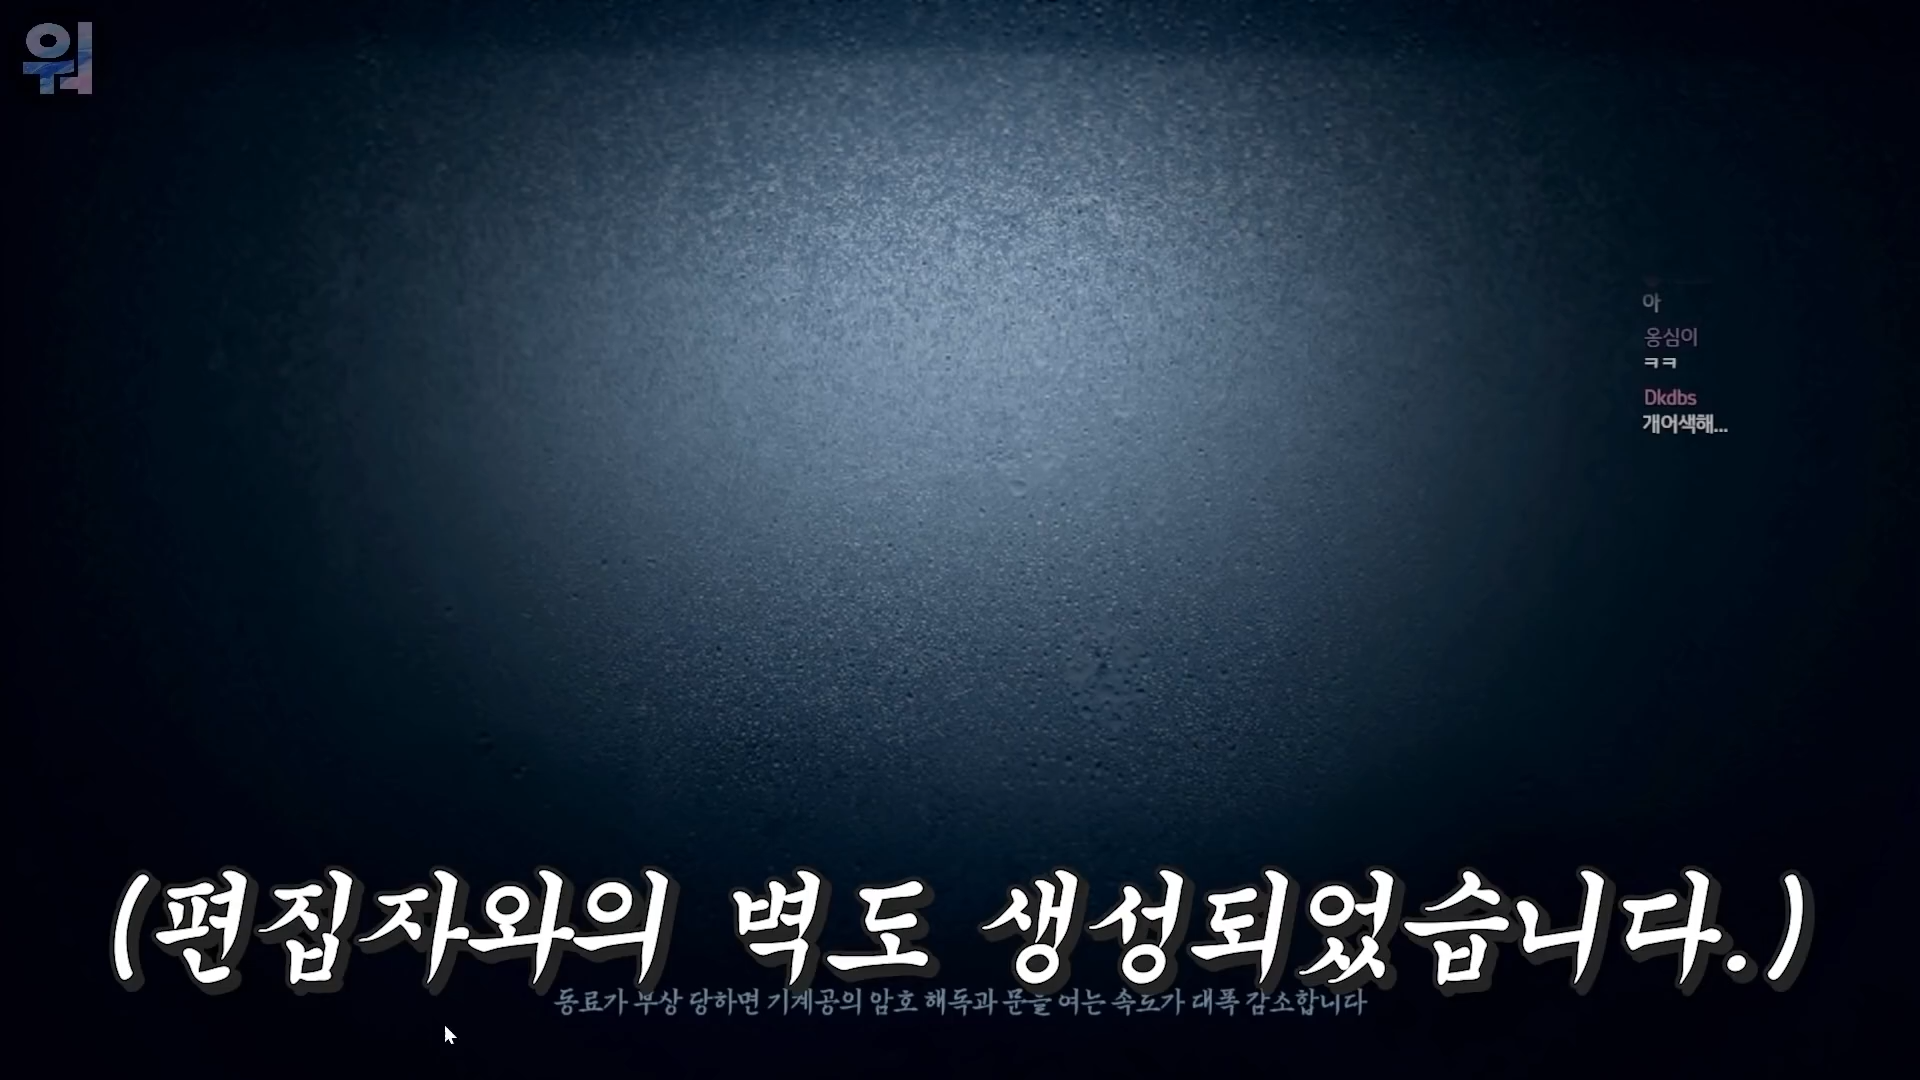 워
아
옹심이
ㅋㅋ
Dkdbs
개어색해...
(편집자와의 벽도 생성되었습니다.)
동료가 부상 당하면 기계공의 암호 해독과 문을 여는 속도가 대폭 감소합니다